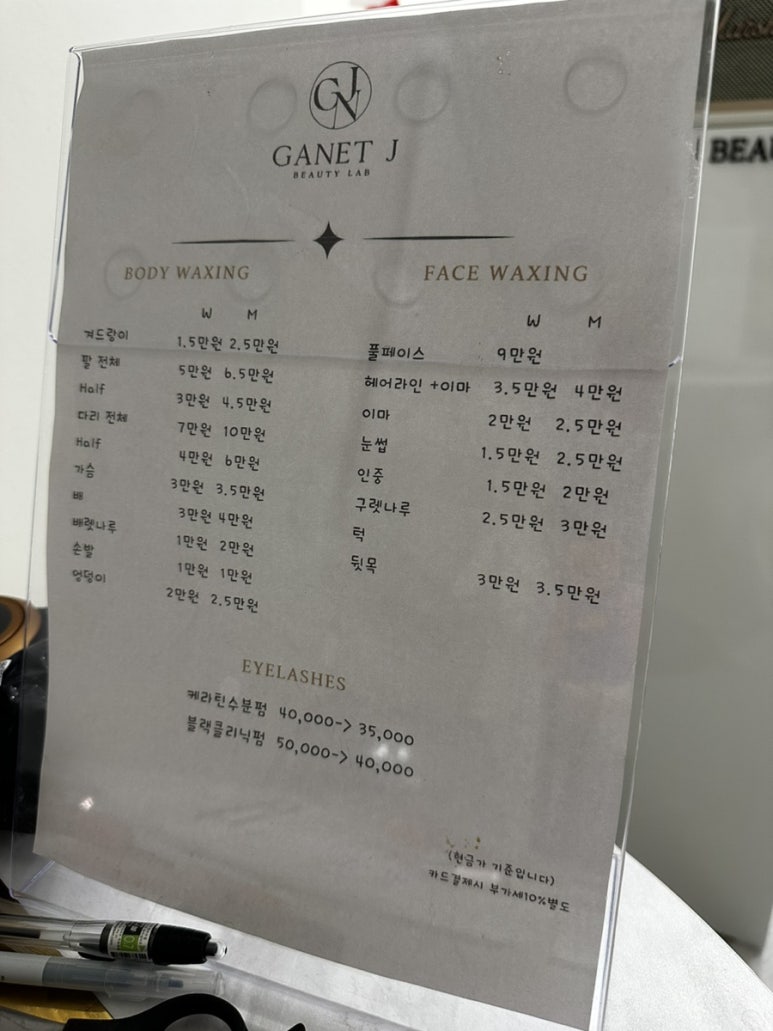 GJN
GANET J
BEAUTY LAB
BODY WAXING
W M
겨드랑이 1.5만원 2.5만원
팔 전체 5만원 6.5만원
Half 3만원 4.5만원
다리 전체 7만원 10만원
Half 4만원 6만원
가슴 3만원 3.5만원
배 3만원 4만원
배렛나루 1만원 2만원
손발 1만원 1만원
엉덩이 2만원 2.5만원
FACE WAXING
W M
풀페이스 9만원
헤어라인 +이마 3.5만원 4만원
이마 2만원 2.5만원
눈썹 1.5만원 2.5만원
인중 1.5만원 2만원
구렛나루 2.5만원 3만원
턱
뒷목 3만원 3.5만원
EYELASHES
케라틴수분펌 40,000-> 35,000
블랙클리닉펌 50,000-> 40,000
(현금가 기준입니다)
카드결제시 부가세10%별도
BEAU